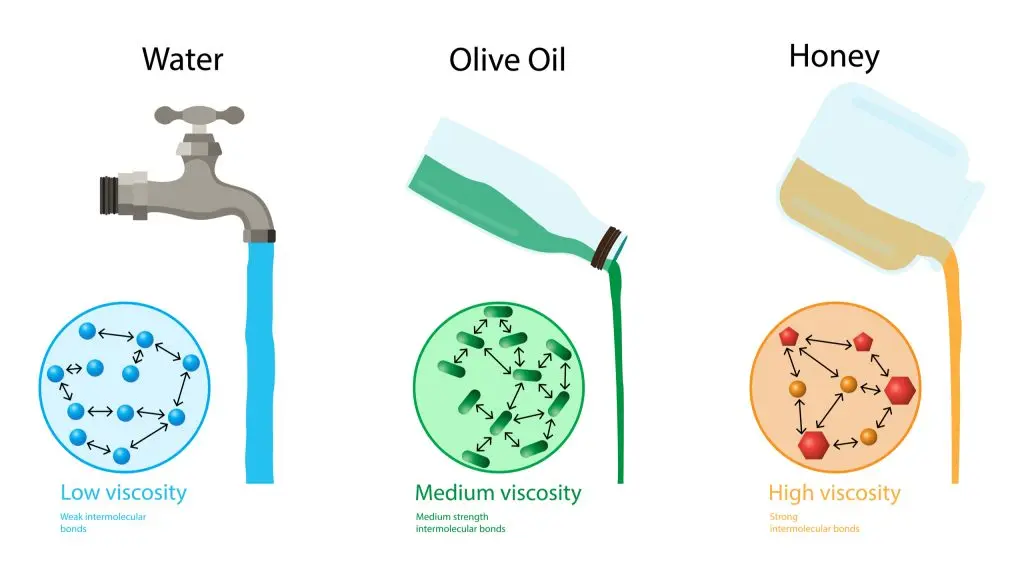 Water
Olive Oil
Honey
Low viscosity
Weak intermolecular
bonds
Medium viscosity
Medium strength
intermolecular bonds
High viscosity
Strong
intermolecular bonds